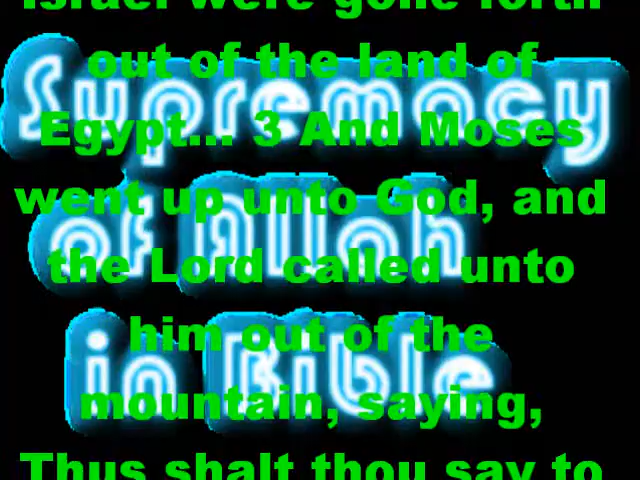 Israel were gone forth
out of the land of
Egypt... 3 And Moses
went up unto God, and
the Lord called unto
him out of the
mountain, saying,
Thus shalt thou say to
Supremacy
of Allah
in Bible